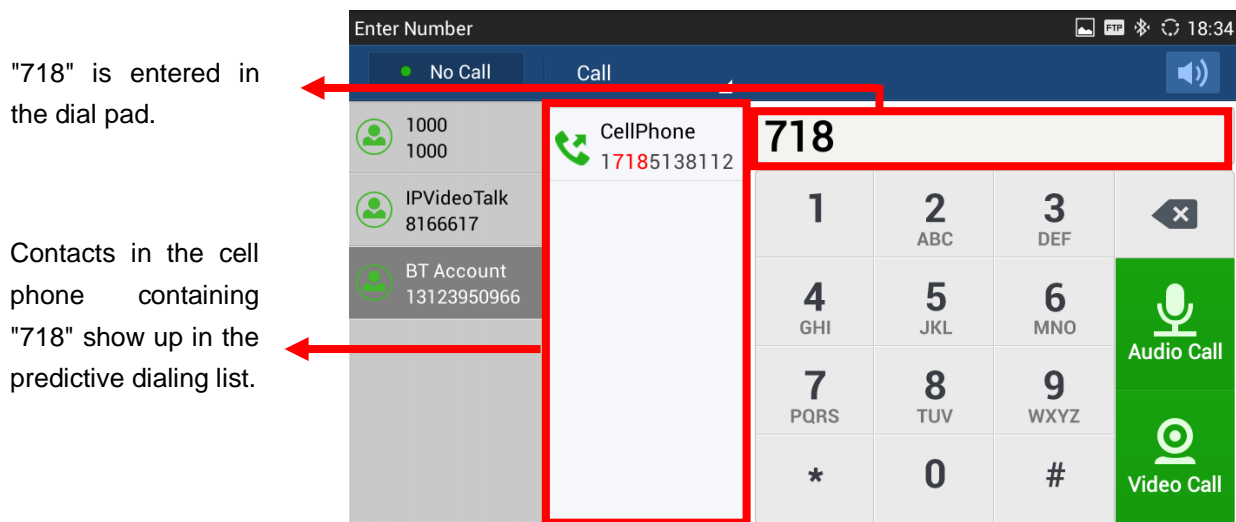 "718" is entered in
the dial pad.
Contacts in the cell
phone containing
"718" show up in the
predictive dialing list.
Enter Number
FTP 18:34
No Call Call
1000
1000
IPVideoTalk
8166617
BT Account
13123950966
CellPhone
17185138112
718
1 2 3
ABC DEF
4 5 6
GHI JKL MNO
7 8 9
PQRS TUV WXYZ
* 0 #
Audio Call
Video Call